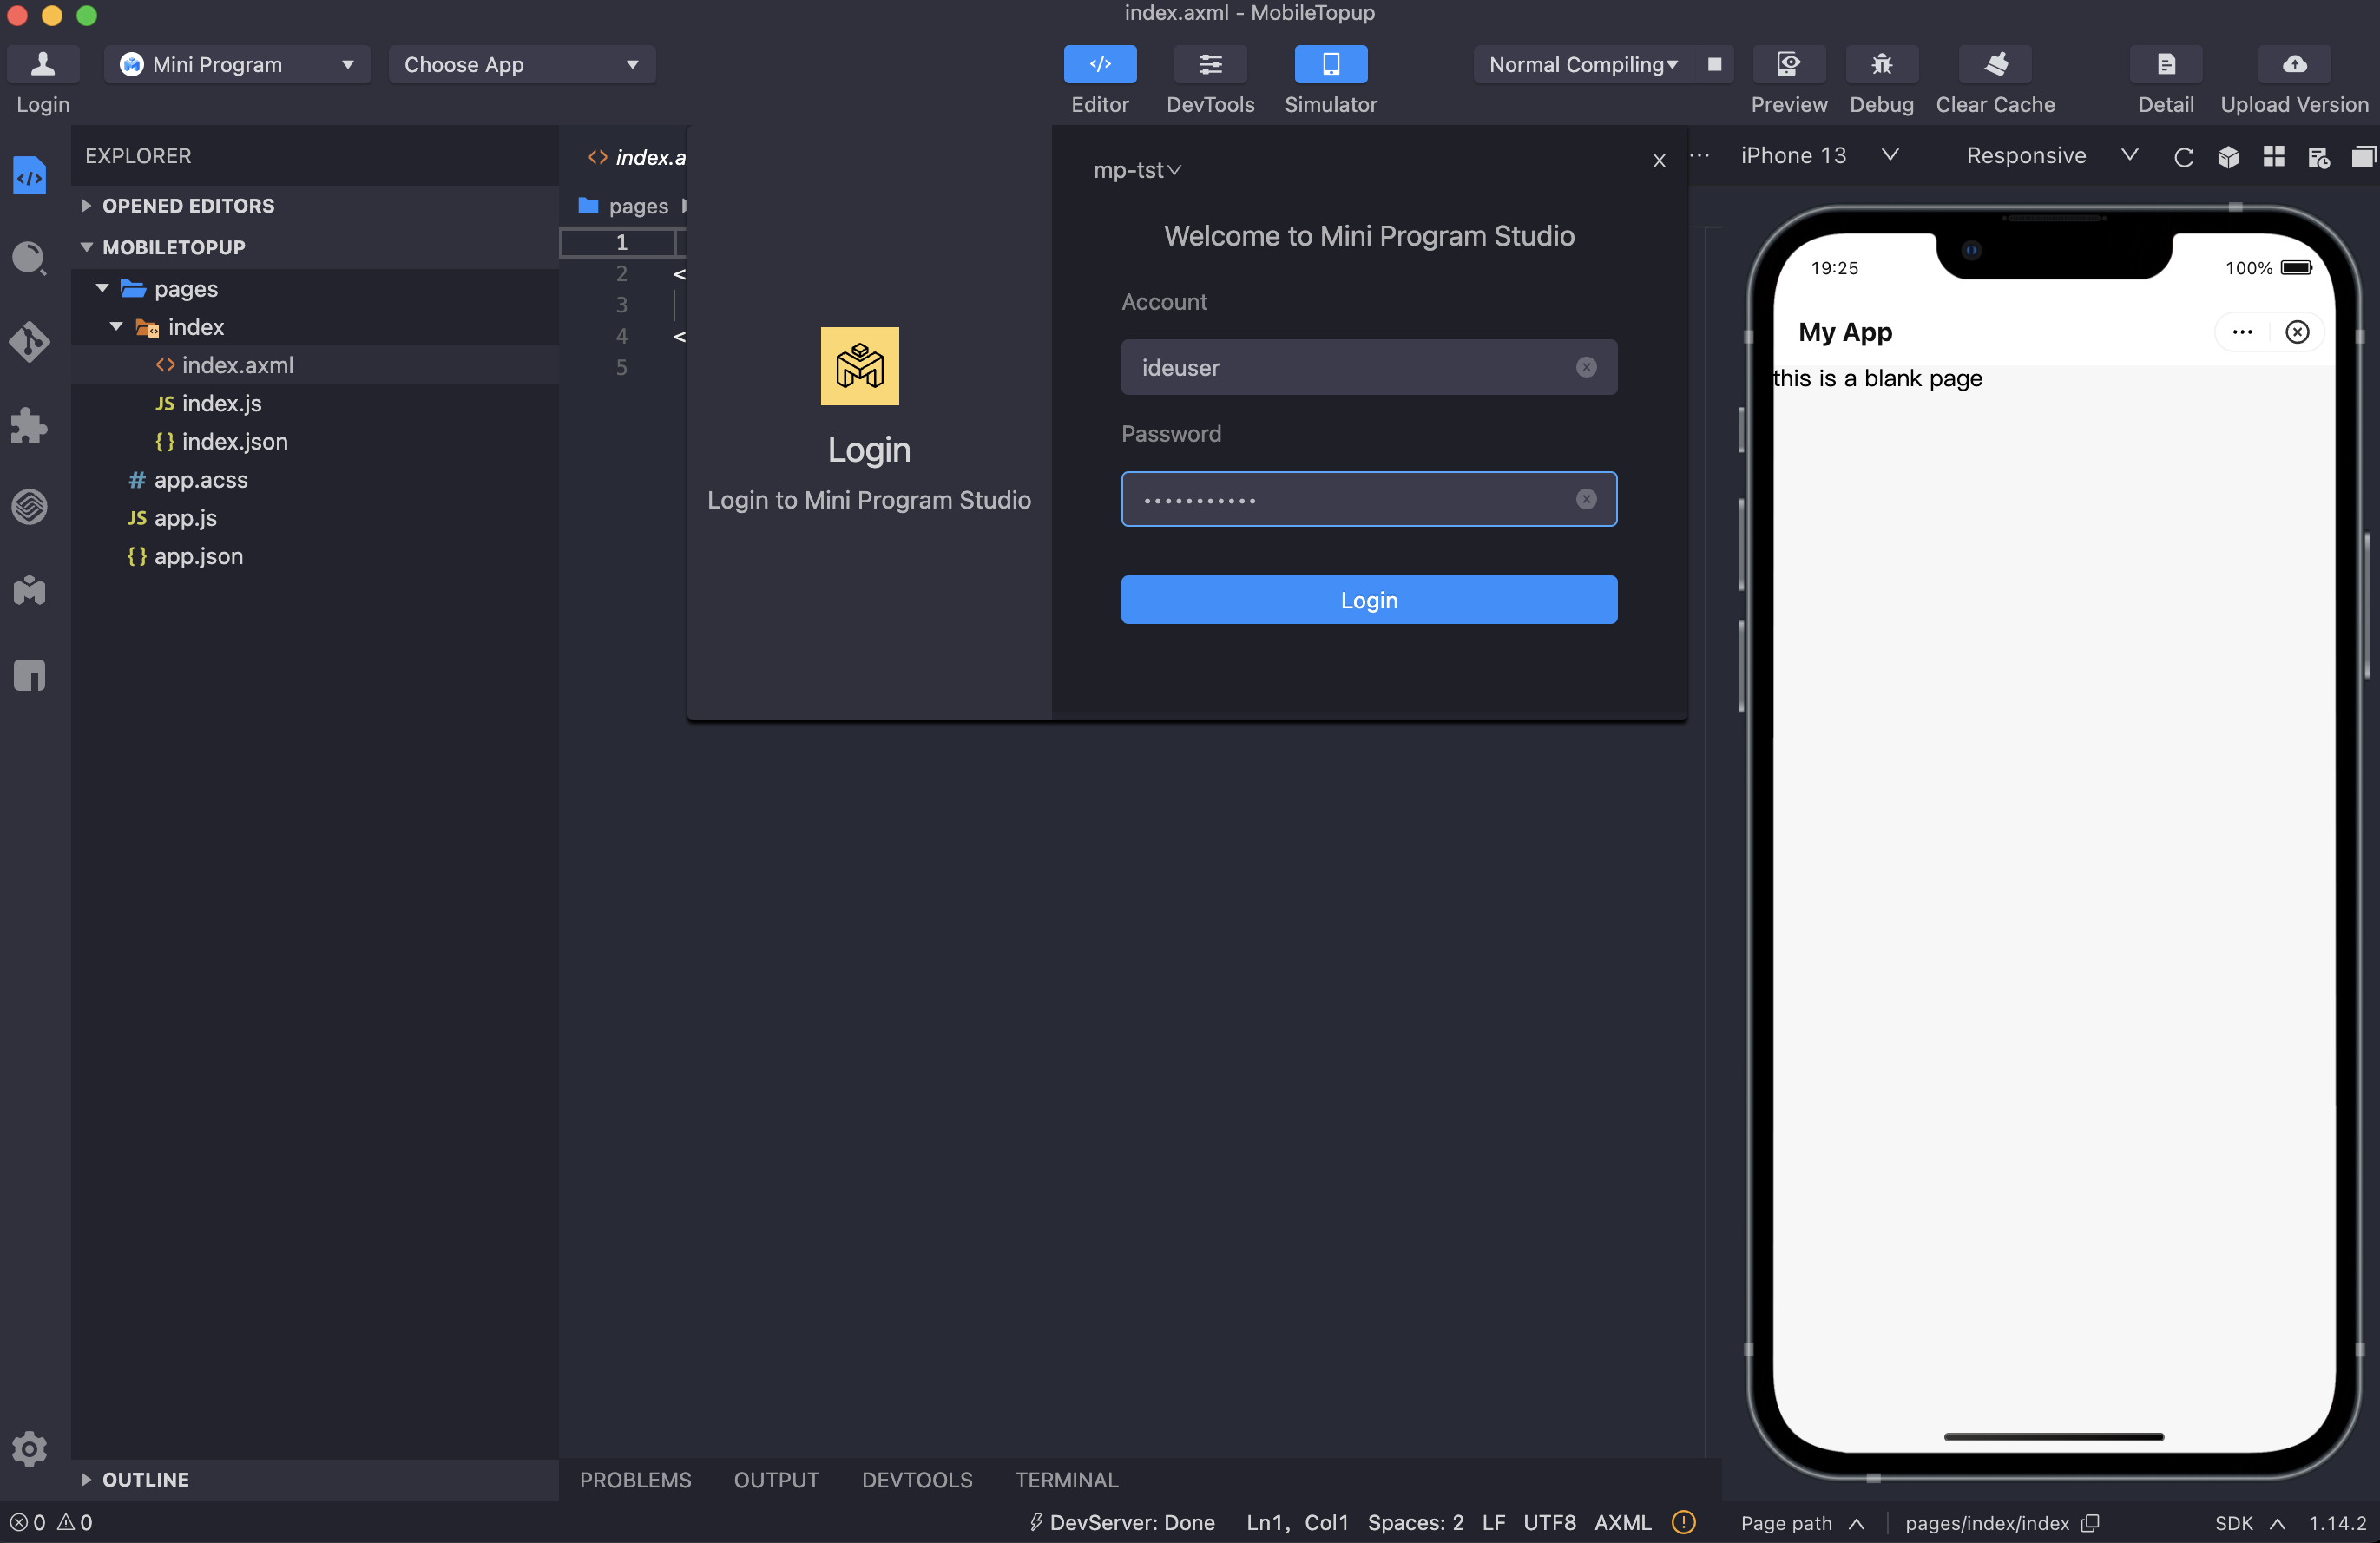 index.axml - MobileTopup
Mini Program
Choose App
Normal Compiling
Login
Editor
DevTools
Simulator
Preview
Debug
Clear Cache
Detail
Upload Version
EXPLORER
OPENED EDITORS
MOBILETOPUP
pages
index
index.axml
JS index.js
{ } index.json
# app.acss
JS app.js
{ } app.json
OUTLINE
index.a
pages
1
2 <
3
4 <
5
Login
Login to Mini Program Studio
mp-tst
X
Welcome to Mini Program Studio
Account
ideuser
Password
•••••••••••
Login
iPhone 13
Responsive
19:25
100%
My App
this is a blank page
PROBLEMS
OUTPUT
DEVTOOLS
TERMINAL
0 0
DevServer: Done
Ln1, Col1
Spaces: 2
LF
UTF8
AXML
Page path
pages/index/index
SDK
1.14.2